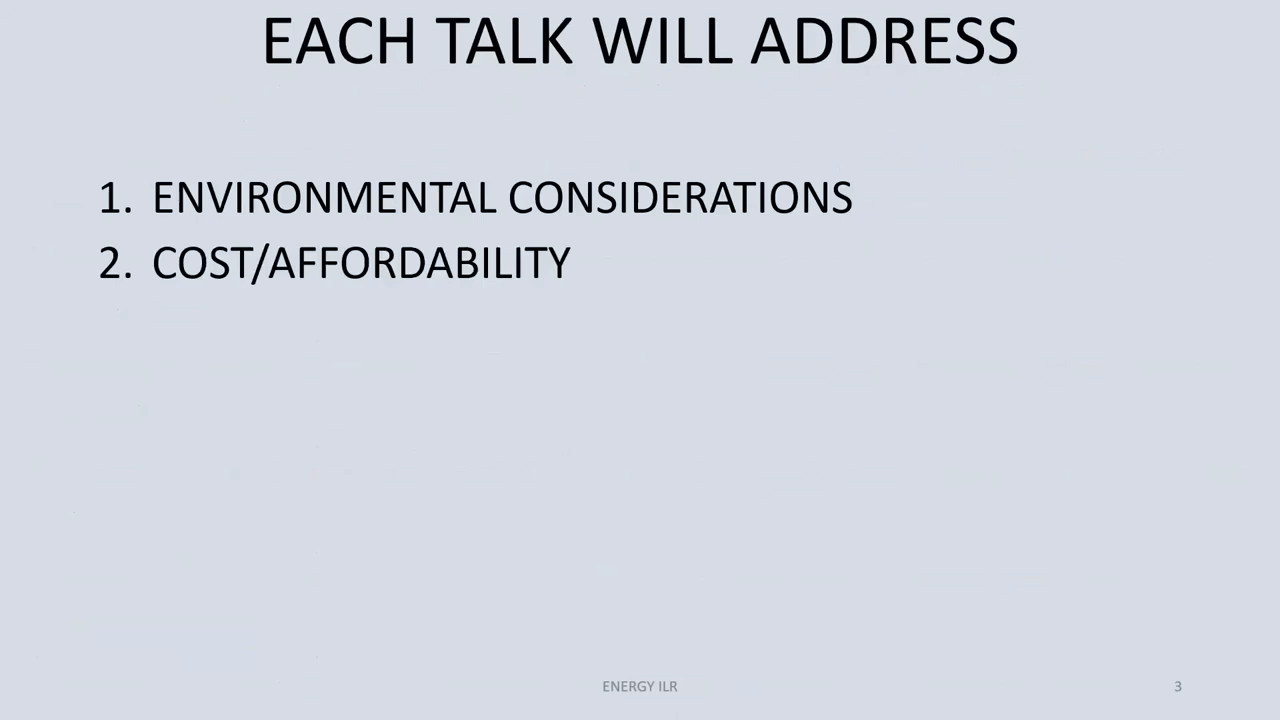 EACH TALK WILL ADDRESS
1. ENVIRONMENTAL CONSIDERATIONS
2. COST/AFFORDABILITY
ENERGY ILR
3